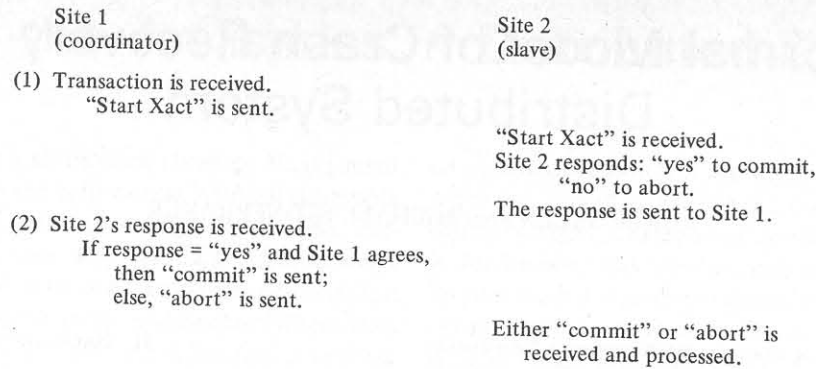 Site 1
(coordinator)
Site 2
(slave)
(1) Transaction is received.
“Start Xact” is sent.
“Start Xact” is received.
Site 2 responds: “yes” to commit,
“no” to abort.
The response is sent to Site 1.
(2) Site 2’s response is received.
If response = “yes” and Site 1 agrees,
then “commit” is sent;
else, “abort” is sent.
Either “commit” or “abort” is
received and processed.